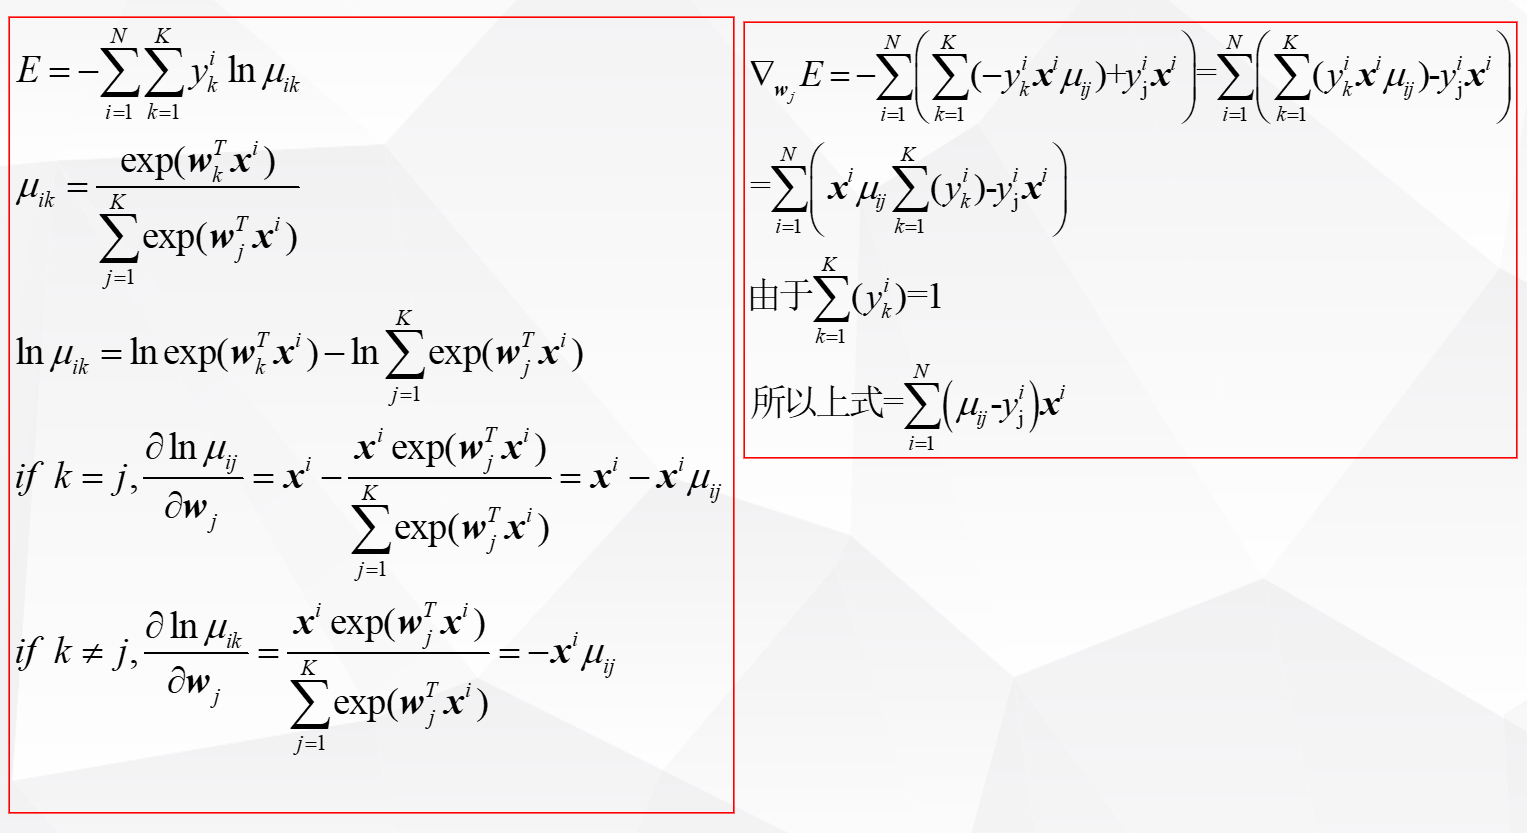 E = -\sum_{i=1}^{N} \sum_{k=1}^{K} y_k^i \ln \mu_{ik}
\mu_{ik} = \frac{\exp(\boldsymbol{w}_k^T \boldsymbol{x}^i)}{\sum_{j=1}^{K} \exp(\boldsymbol{w}_j^T \boldsymbol{x}^i)}
\ln \mu_{ik} = \ln \exp(\boldsymbol{w}_k^T \boldsymbol{x}^i) - \ln \sum_{j=1}^{K} \exp(\boldsymbol{w}_j^T \boldsymbol{x}^i)
if k = j, \frac{\partial \ln \mu_{ij}}{\partial \boldsymbol{w}_j} = \boldsymbol{x}^i - \frac{\boldsymbol{x}^i \exp(\boldsymbol{w}_j^T \boldsymbol{x}^i)}{\sum_{j=1}^{K} \exp(\boldsymbol{w}_j^T \boldsymbol{x}^i)} = \boldsymbol{x}^i - \boldsymbol{x}^i \mu_{ij}
if k \neq j, \frac{\partial \ln \mu_{ik}}{\partial \boldsymbol{w}_j} = \frac{\boldsymbol{x}^i \exp(\boldsymbol{w}_j^T \boldsymbol{x}^i)}{\sum_{j=1}^{K} \exp(\boldsymbol{w}_j^T \boldsymbol{x}^i)} = -\boldsymbol{x}^i \mu_{ij}
\nabla_{\boldsymbol{w}_j} E = -\sum_{i=1}^{N} \left( \sum_{k=1}^{K} (-y_k^i \boldsymbol{x}^i \mu_{ij}) + y_j^i \boldsymbol{x}^i \right) = \sum_{i=1}^{N} \left( \sum_{k=1}^{K} (y_k^i \boldsymbol{x}^i \mu_{ij}) - y_j^i \boldsymbol{x}^i \right)
= \sum_{i=1}^{N} \left( \boldsymbol{x}^i \mu_{ij} \sum_{k=1}^{K} (y_k^i) - y_j^i \boldsymbol{x}^i \right)
由于 \sum_{k=1}^{K} (y_k^i) = 1
所以上式= \sum_{i=1}^{N} \left( \mu_{ij} - y_j^i \right) \boldsymbol{x}^i